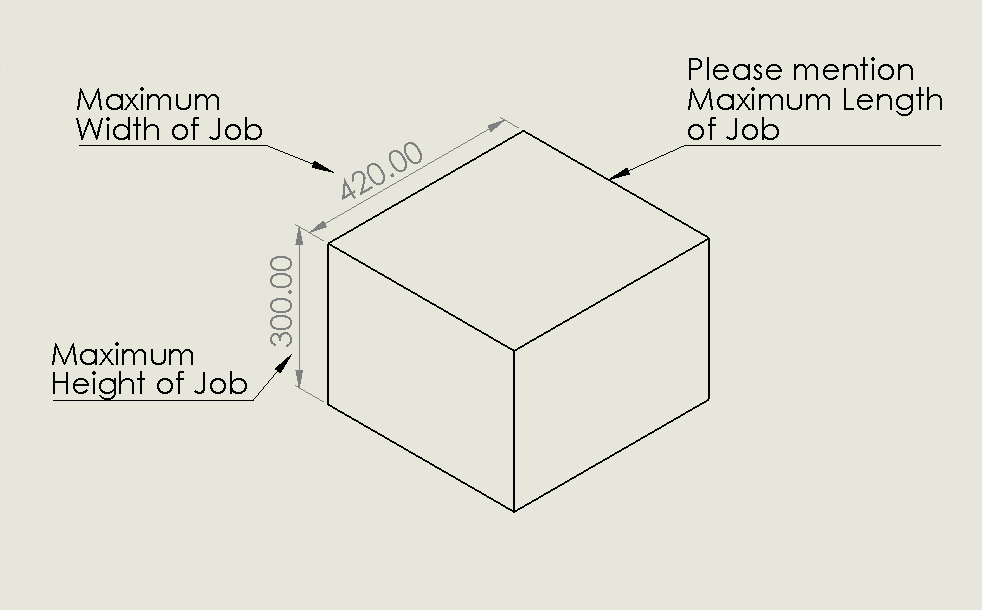 Please mention
Maximum Length
of Job
Maximum
Width of Job
420.00
300.00
Maximum
Height of Job